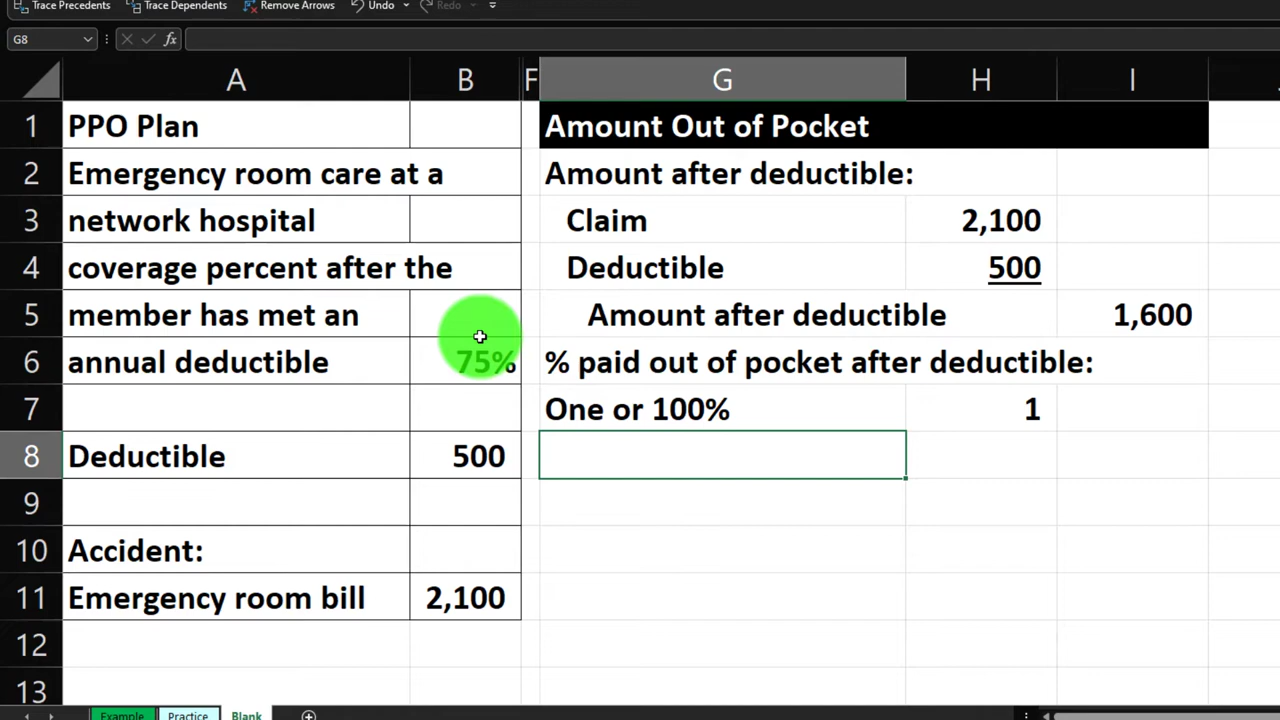 Trace Precedents Trace Dependents Remove Arrows Undo Redo
G8 fx
A B F G H I
1 PPO Plan Amount Out of Pocket
2 Emergency room care at a Amount after deductible:
3 network hospital Claim 2,100
4 coverage percent after the Deductible 500
5 member has met an Amount after deductible 1,600
6 annual deductible 75% % paid out of pocket after deductible:
7 One or 100% 1
8 Deductible 500
9
10 Accident:
11 Emergency room bill 2,100
12
13
Example Practice Blank